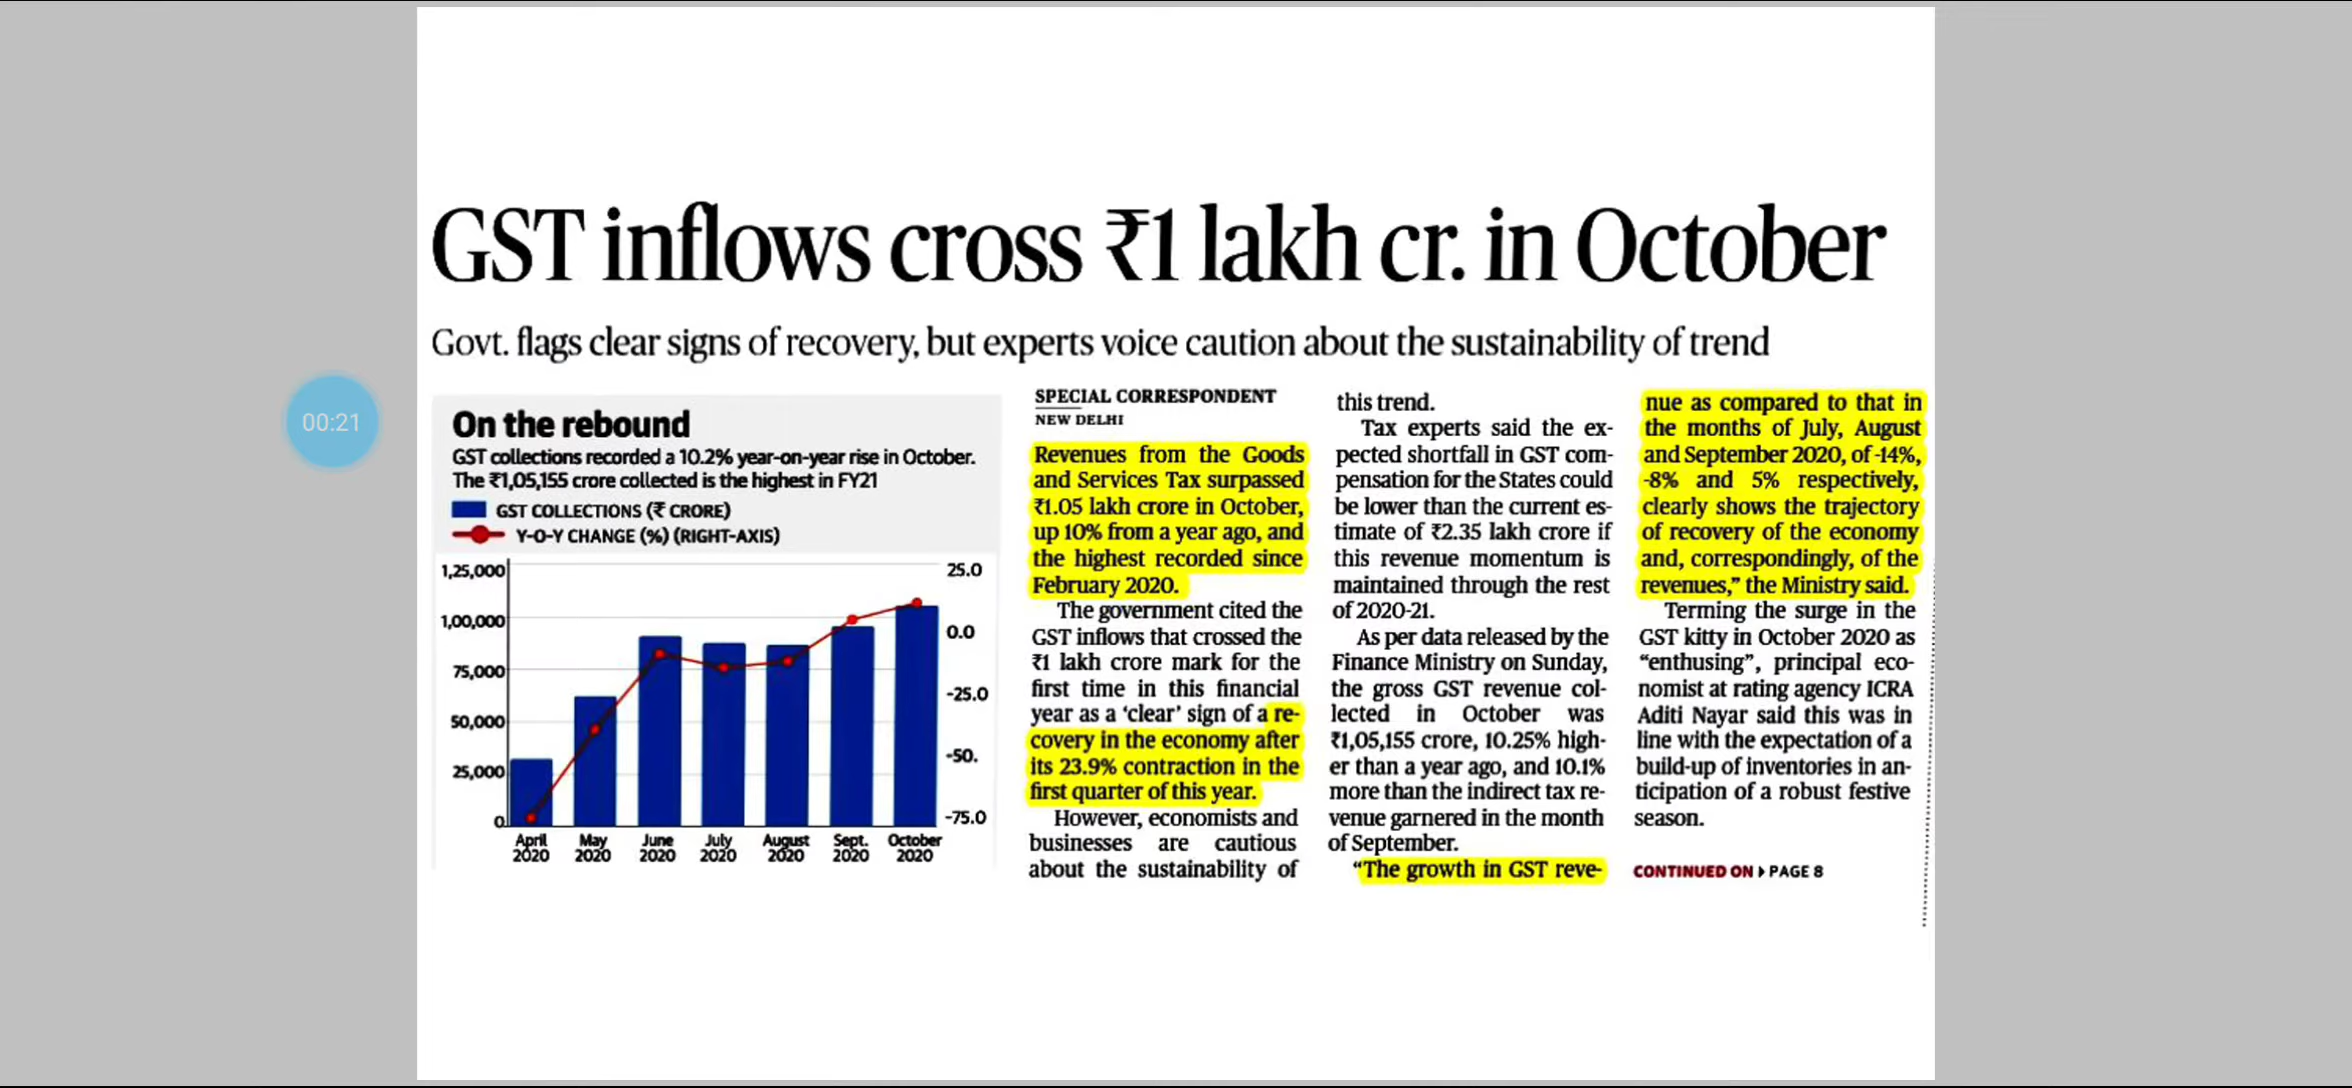 GST inflows cross ₹1 lakh cr. in October
Govt. flags clear signs of recovery, but experts voice caution about the sustainability of trend
00:21
On the rebound
GST collections recorded a 10.2% year-on-year rise in October.
The ₹1,05,155 crore collected is the highest in FY21
GST COLLECTIONS (₹ CRORE)
Y-O-Y CHANGE (%) (RIGHT-AXIS)
1,25,000
1,00,000
75,000
50,000
25,000
0
25.0
0.0
-25.0
-50.
-75.0
April 2020
May 2020
June 2020
July 2020
August 2020
Sept. 2020
October 2020
SPECIAL CORRESPONDENT
NEW DELHI
Revenues from the Goods
and Services Tax surpassed
₹1.05 lakh crore in October,
up 10% from a year ago, and
the highest recorded since
February 2020.
The government cited the
GST inflows that crossed the
₹1 lakh crore mark for the
first time in this financial
year as a ‘clear’ sign of a re-
covery in the economy after
its 23.9% contraction in the
first quarter of this year.
However, economists and
businesses are cautious
about the sustainability of
this trend.
Tax experts said the ex-
pected shortfall in GST com-
pensation for the States could
be lower than the current es-
timate of ₹2.35 lakh crore if
this revenue momentum is
maintained through the rest
of 2020-21.
As per data released by the
Finance Ministry on Sunday,
the gross GST revenue col-
lected in October was
₹1,05,155 crore, 10.25% high-
er than a year ago, and 10.1%
more than the indirect tax re-
venue garnered in the month
of September.
“The growth in GST reve-
nue as compared to that in
the months of July, August
and September 2020, of -14%,
-8% and 5% respectively,
clearly shows the trajectory
of recovery of the economy
and, correspondingly, of the
revenues,” the Ministry said.
Terming the surge in the
GST kitty in October 2020 as
“enthusing”, principal eco-
nomist at rating agency ICRA
Aditi Nayar said this was in
line with the expectation of a
build-up of inventories in an-
ticipation of a robust festive
season.
CONTINUED ON PAGE 8